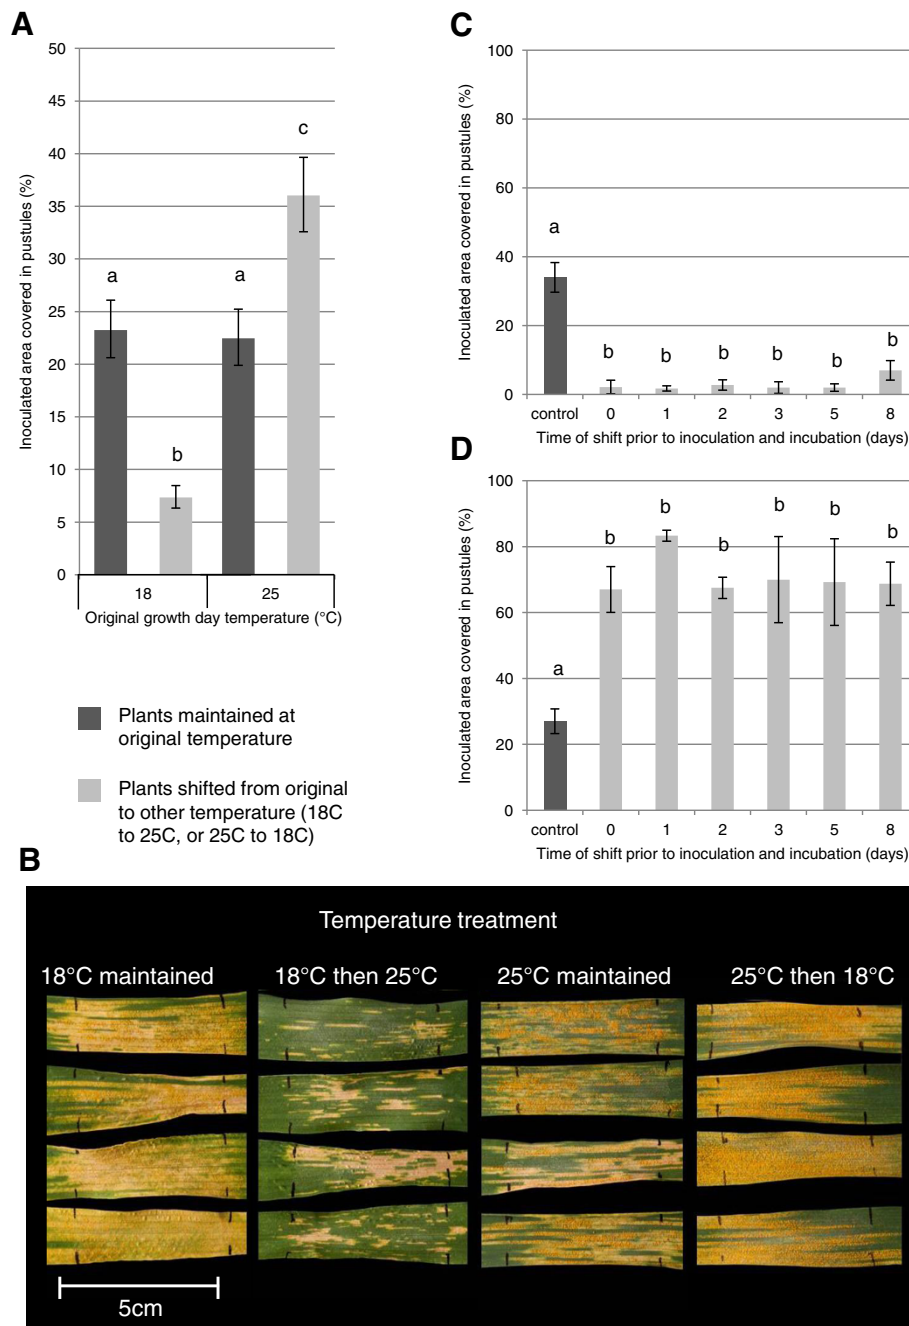 A
50
45
40
35
30
25
20
15
10
5
0
Inoculated area covered in pustules (%)
a
b
a
c
18
25
Original growth day temperature (°C)
Plants maintained at
original temperature
Plants shifted from original
to other temperature (18C
to 25C, or 25C to 18C)
C
100
80
60
40
20
0
Inoculated area covered in pustules (%)
a
b
b
b
b
b
b
control 0 1 2 3 5 8
Time of shift prior to inoculation and incubation (days)
D
100
80
60
40
20
0
Inoculated area covered in pustules (%)
a
b
b
b
b
b
b
control 0 1 2 3 5 8
Time of shift prior to inoculation and incubation (days)
B
Temperature treatment
18°C maintained 18°C then 25°C 25°C maintained 25°C then 18°C
5cm